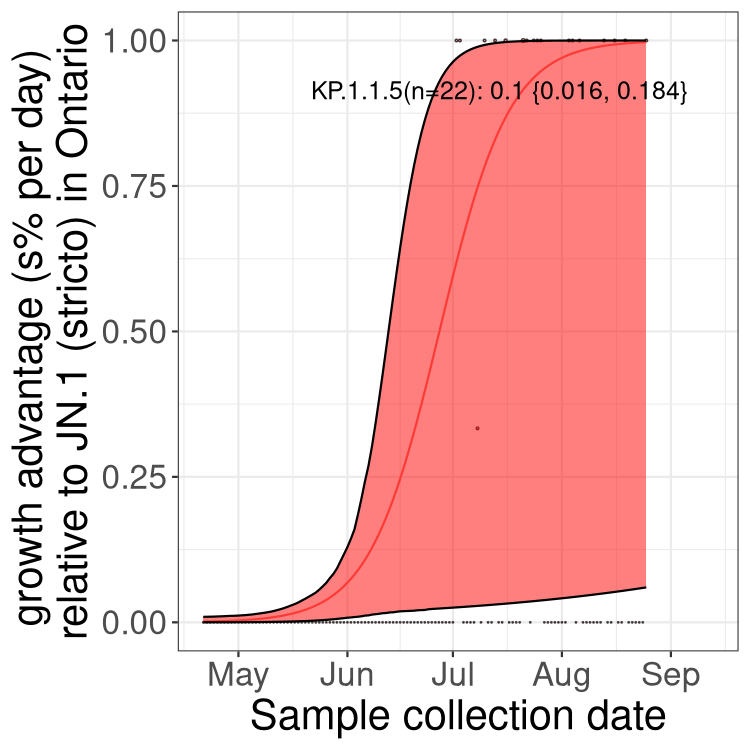 growth advantage (s% per day)
relative to JN.1 (stricto) in Ontario
1.00
0.75
0.50
0.25
0.00
KP.1.1.5(n=22): 0.1 {0.016, 0.184}
May Jun Jul Aug Sep
Sample collection date